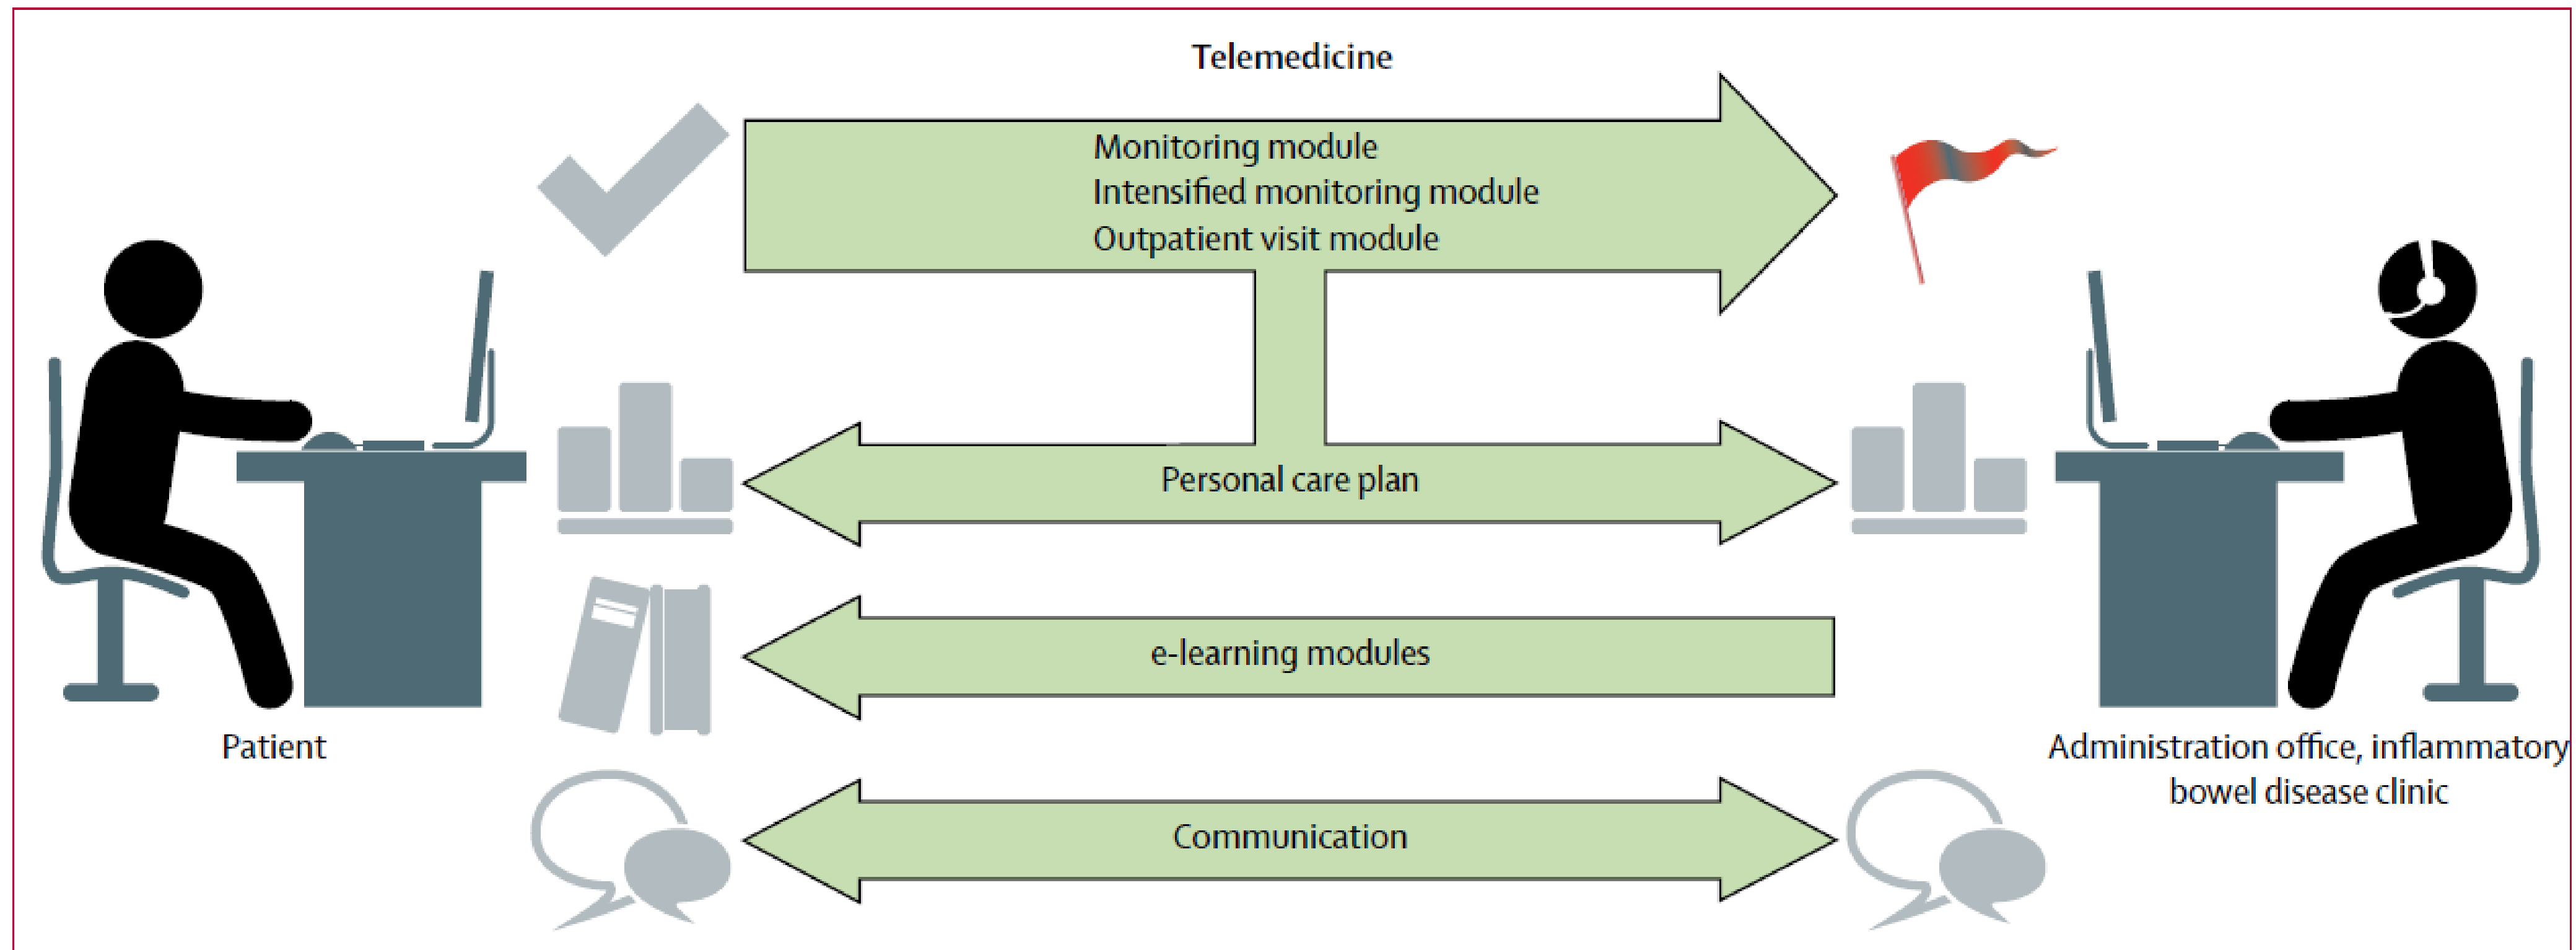 Telemedicine
Monitoring module
Intensified monitoring module
Outpatient visit module
Personal care plan
e-learning modules
Patient
Administration office, inflammatory
bowel disease clinic
Communication